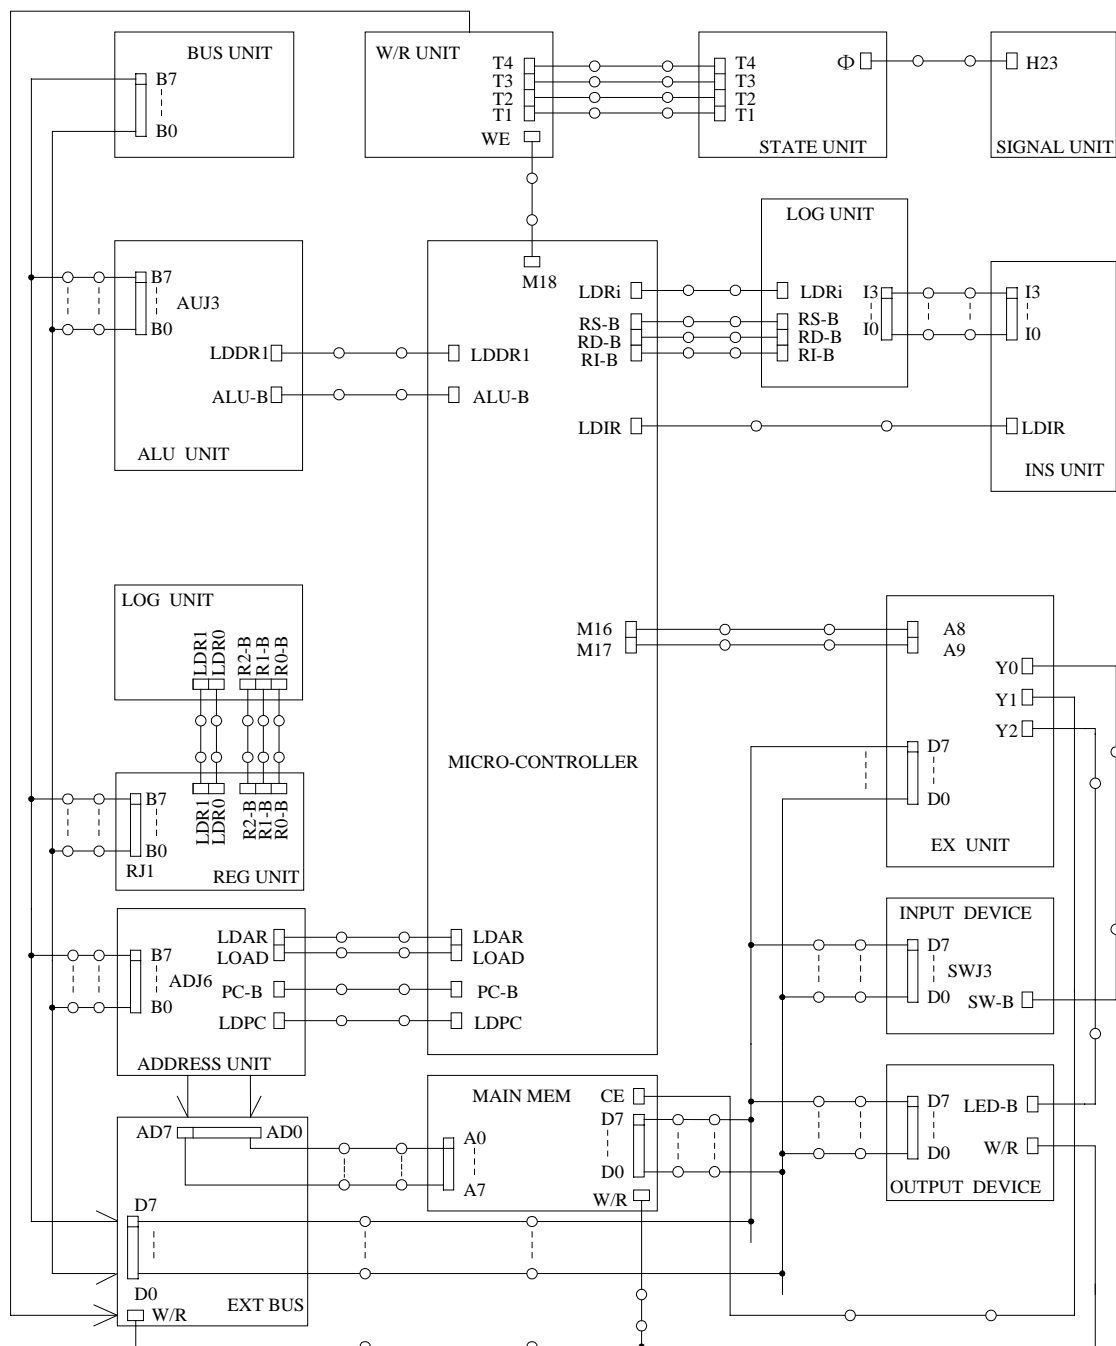 BUS UNIT
B7
B0
W/R UNIT
T4
T3
T2
T1
WE
T4
T3
T2
T1
Φ
STATE UNIT
H23
SIGNAL UNIT
B7
AUJ3
B0
LDDR1
ALU-B
ALU UNIT
M18
LDDR1
ALU-B
LDRi
RS-B
RD-B
RI-B
LDIR
LOG UNIT
LDRi
RS-B
RD-B
RI-B
I3
I0
I3
I0
LDIR
INS UNIT
LOG UNIT
LDR1
LDR0
R2-B
R1-B
R0-B
LDR1
LDR0
R2-B
R1-B
R0-B
B7
B0
RJ1
REG UNIT
M16
M17
MICRO-CONTROLLER
A8
A9
Y0
Y1
Y2
D7
D0
EX UNIT
B7
ADJ6
B0
LDAR
LOAD
PC-B
LDPC
ADDRESS UNIT
LDAR
LOAD
PC-B
LDPC
INPUT DEVICE
D7
SWJ3
D0
SW-B
AD7
AD0
D7
D0
W/R
EXT BUS
MAIN MEM
CE
A0
A7
D7
D0
W/R
D7
D0
LED-B
W/R
OUTPUT DEVICE